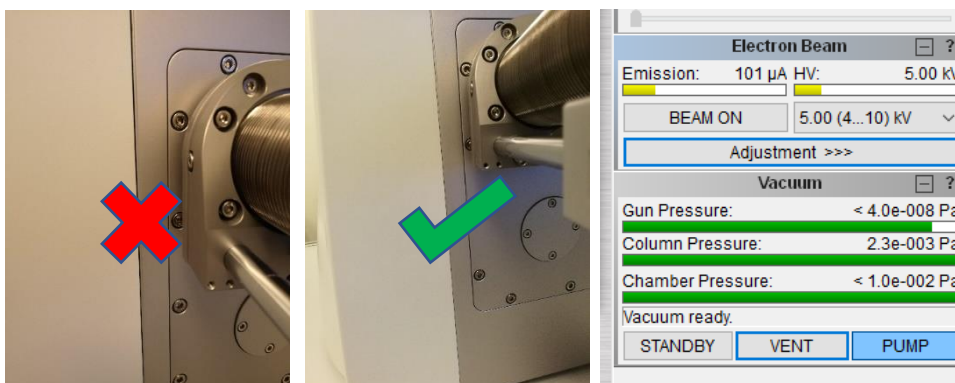 Electron Beam – ?
Emission: 101 µA HV: 5.00 kV
BEAM ON 5.00 (4...10) kV
Adjustment >>>
Vacuum – ?
Gun Pressure: < 4.0e-008 Pa
Column Pressure: 2.3e-003 Pa
Chamber Pressure: < 1.0e-002 Pa
Vacuum ready.
STANDBY VENT PUMP